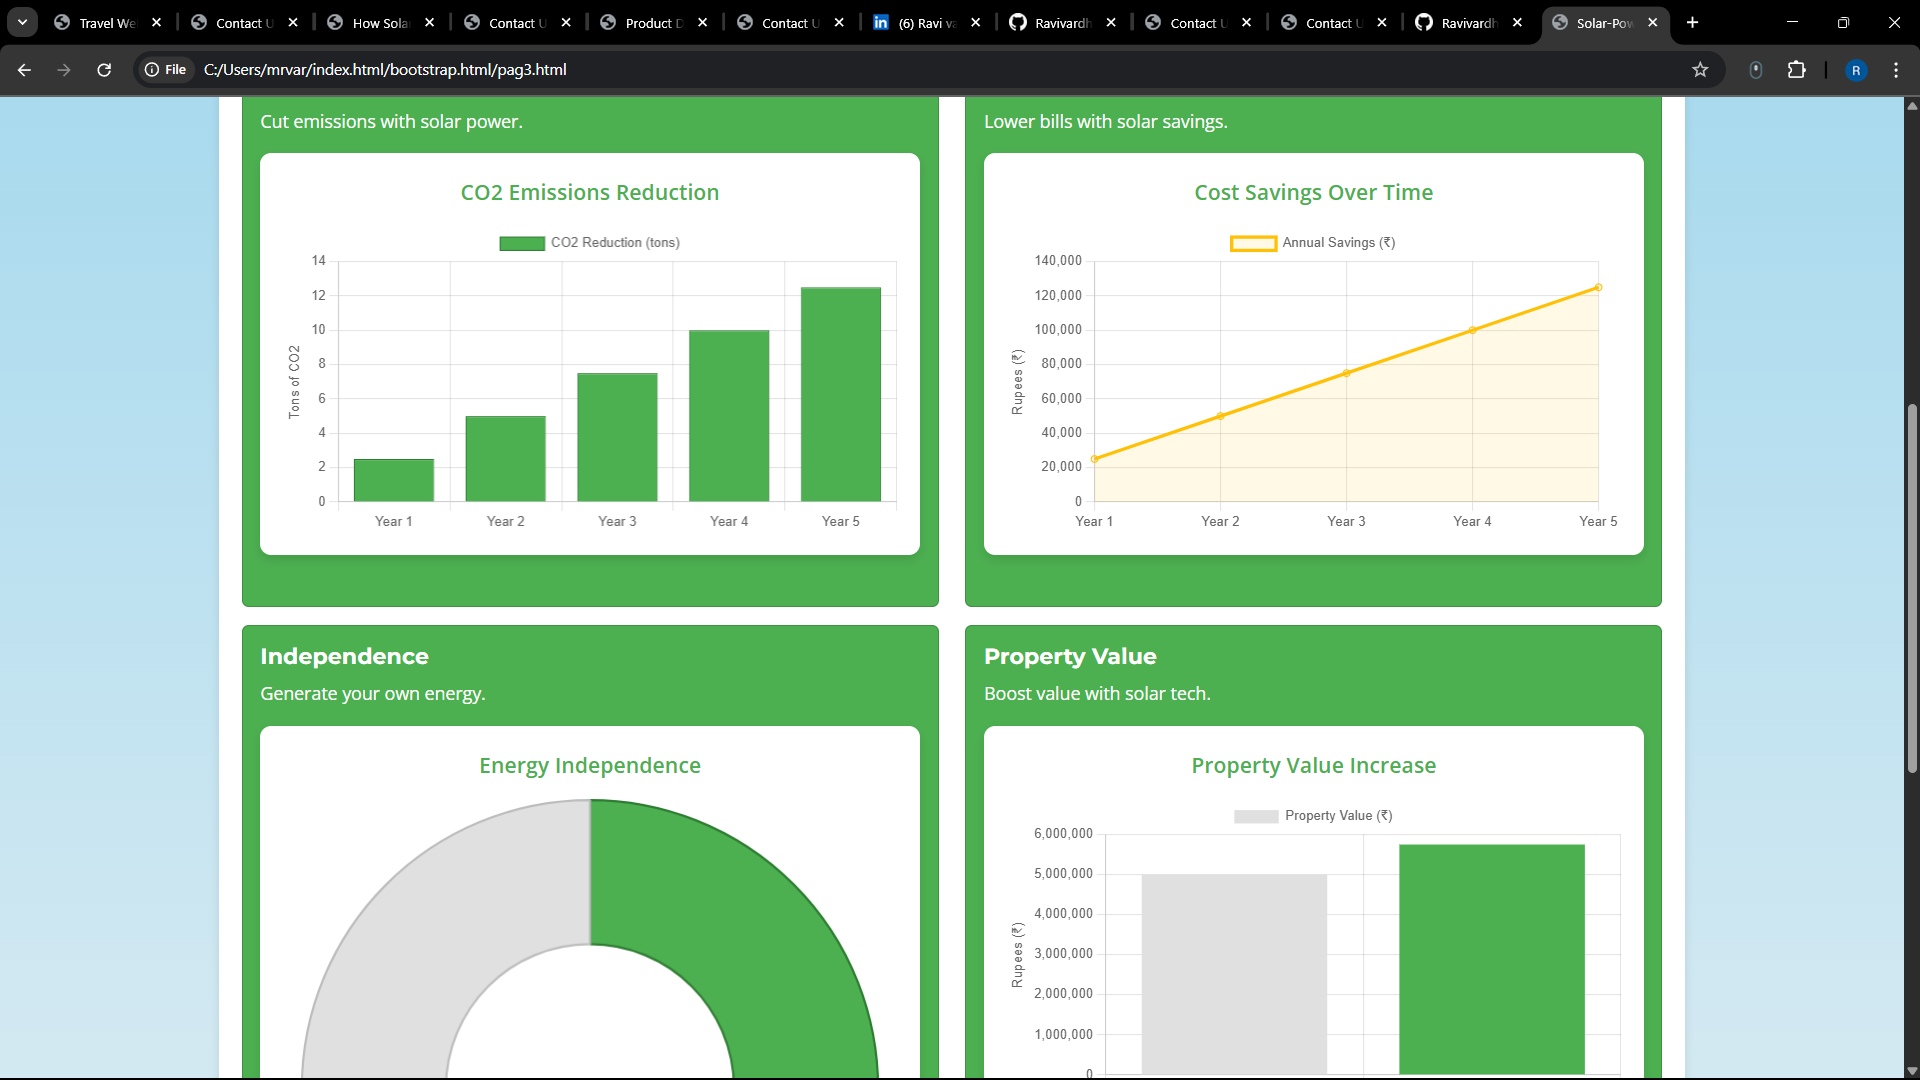 Travel We
Contact U
How Sola
Contact U
Product D
Contact U
in (6) Ravi va
Ravivardh
Contact U
Contact U
Ravivardh
Solar-Pow
File C:/Users/mrvar/index.html/bootstrap.html/pag3.html
R
Cut emissions with solar power.
CO2 Emissions Reduction
CO2 Reduction (tons)
Tons of CO2
14
12
10
8
6
4
2
0
Year 1 Year 2 Year 3 Year 4 Year 5
Lower bills with solar savings.
Cost Savings Over Time
Annual Savings (₹)
Rupees (₹)
140,000
120,000
100,000
80,000
60,000
40,000
20,000
0
Year 1 Year 2 Year 3 Year 4 Year 5
Independence
Generate your own energy.
Energy Independence
Property Value
Boost value with solar tech.
Property Value Increase
Property Value (₹)
Rupees (₹)
6,000,000
5,000,000
4,000,000
3,000,000
2,000,000
1,000,000
0